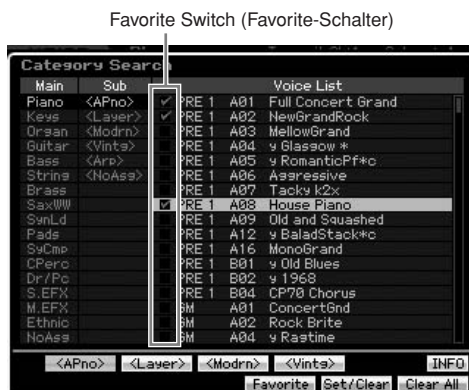 Favorite Switch (Favorite-Schalter)
Category Search
Main Sub Voice List
Piano <APno> PRE 1 A01 Full Concert Grand
Keys <Layer> PRE 1 A02 NewGrandRock
Organ <Modrn> PRE 1 A03 MellowGrand
Guitar <Vintg> PRE 1 A04 y Glasgow *
Bass <Arp> PRE 1 A05 y RomanticPf*c
String <NoAsg> PRE 1 A06 Aggressive
Brass PRE 1 A07 Tacky k2x
SaxWW PRE 1 A08 House Piano
SynLd PRE 1 A09 Old and Squashed
Pads PRE 1 A12 y BaladStack*c
SyCmp PRE 1 A16 MonoGrand
CPerc PRE 1 B01 y Old Blues
Dr/Pc PRE 1 B02 y 1968
S.EFX PRE 1 B04 CP70 Chorus
M.EFX GM A01 ConcertGnd
Ethnic GM A02 Rock Brite
NoAsg GM A04 y Ragtime
<APno> <Layer> <Modrn> <Vintg> INFO
Favorite Set/Clear Clear All